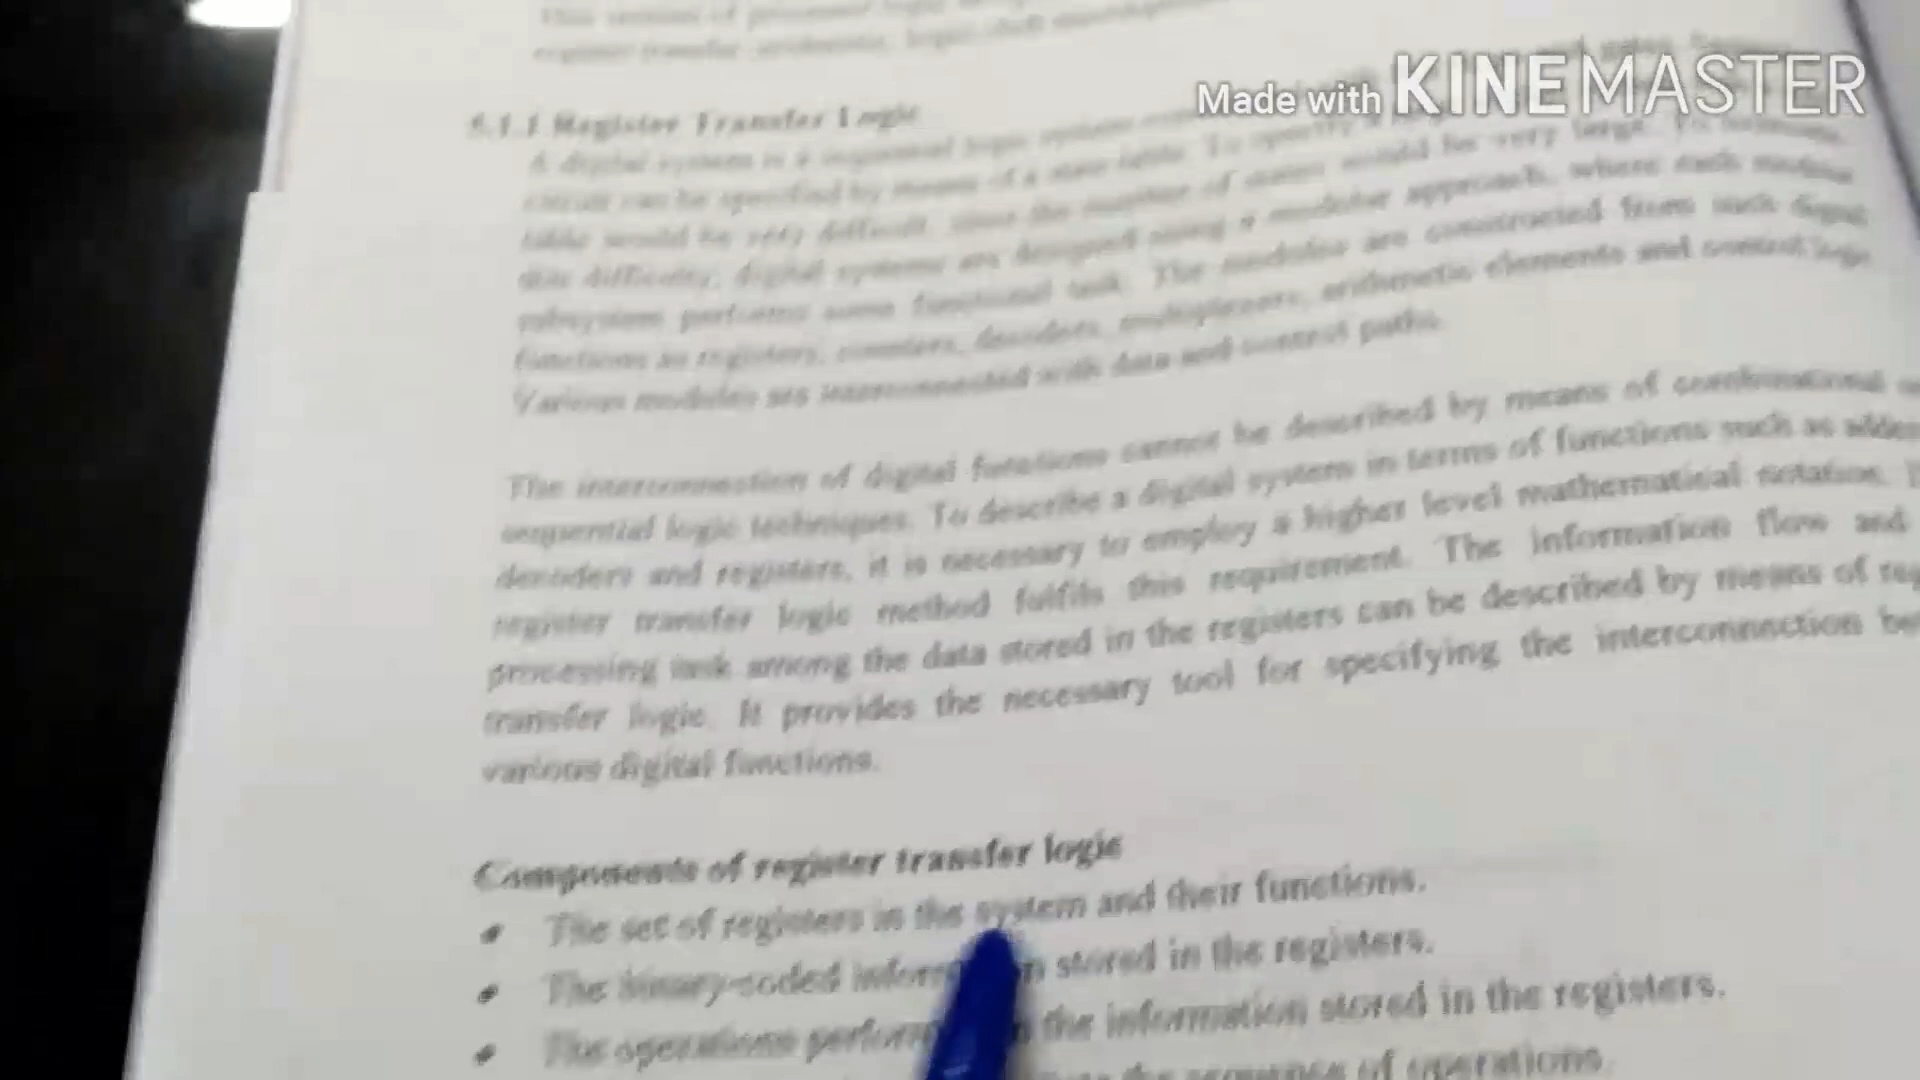 Made with KINEMASTER
5.1.1 Register Transfer Logic
A digital system is a sequential logic system
circuit can be specified by means of a state table. To specify a
table would be very difficult, since the number of states would be very large. To
this difficulty, digital systems are designed using a modular approach, where each modular
subsystem performs some functional task. The modules are constructed from such digital
functions as registers, counters, decoders, multiplexers, arithmetic elements and control logic
Various modules are interconnected with data and control paths.
The interconnection of digital functions cannot be described by means of combinational
sequential logic techniques. To describe a digital system in terms of functions such as
decoders and registers, it is necessary to employ a higher level mathematical notation.
register transfer logic method fulfils this requirement. The information flow and
processing task among the data stored in the registers can be described by means of
transfer logic. It provides the necessary tool for specifying the interconnection
various digital functions.
Components of register transfer logic
• The set of registers in the system and their functions.
• The binary-coded stored in the registers.
• The operations the information stored in the registers.
the sequence of operations.